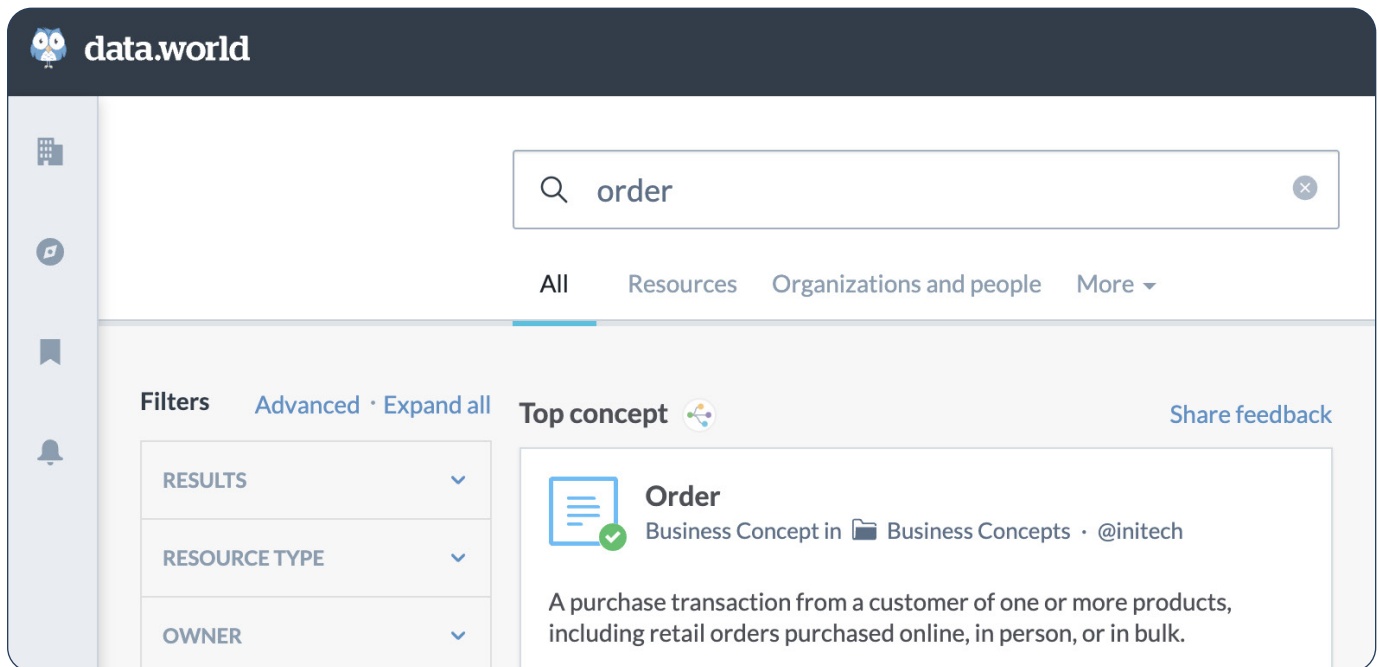 data.world
order
All Resources Organizations and people More
Filters Advanced · Expand all
RESULTS
RESOURCE TYPE
OWNER
Top concept Share feedback
Order
Business Concept in Business Concepts · @initech
A purchase transaction from a customer of one or more products,
including retail orders purchased online, in person, or in bulk.